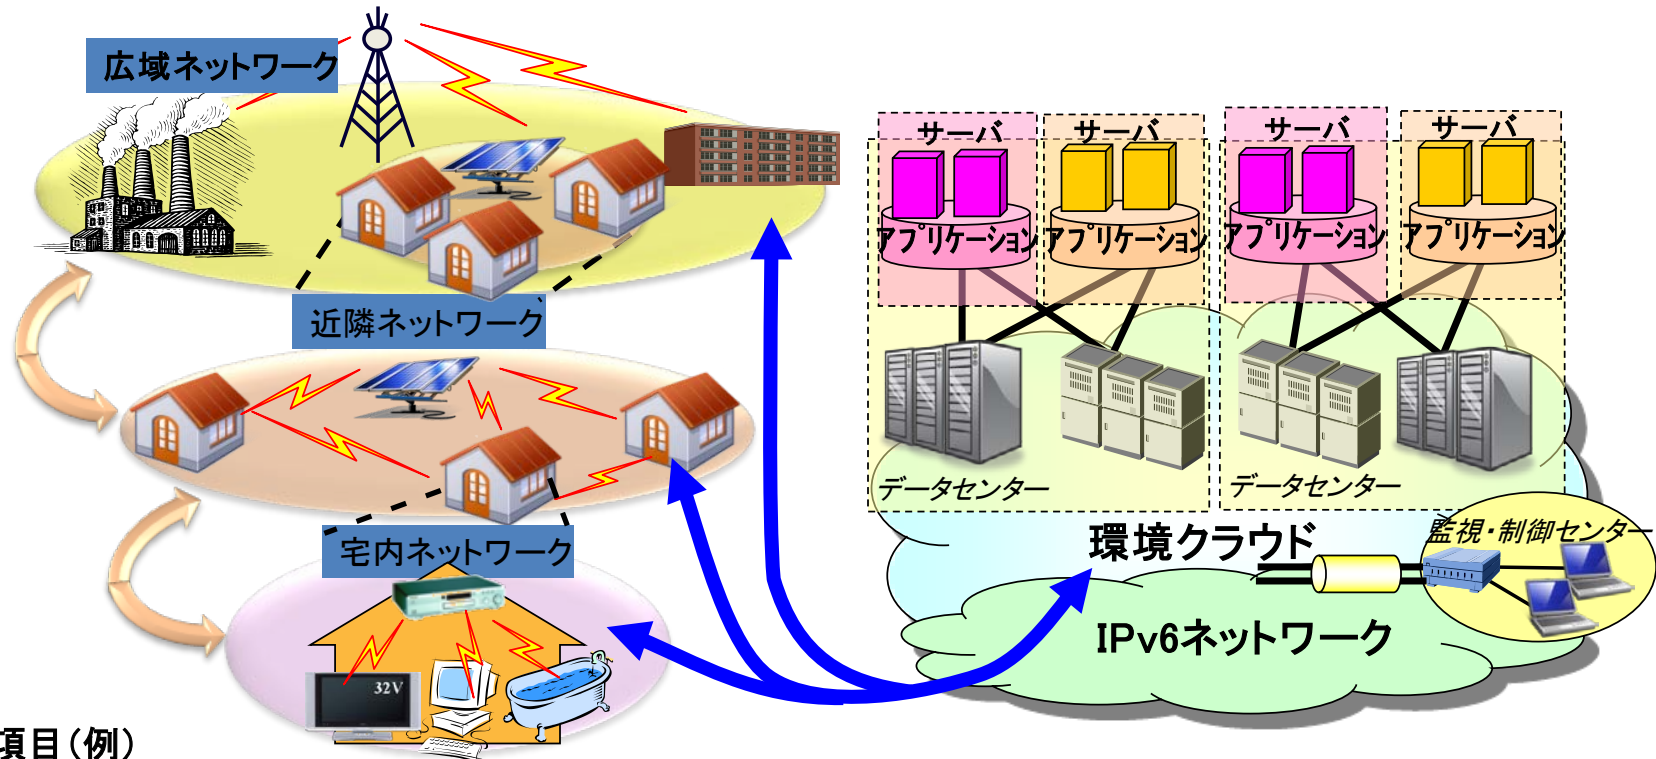 広域ネットワーク
サーバ
サーバ
サーバ
サーバ
アプリケーション
アプリケーション
アプリケーション
アプリケーション
近隣ネットワーク
データセンター
データセンター
環境クラウド
監視・制御センター
宅内ネットワーク
IPv6ネットワーク
32V
項目（例）